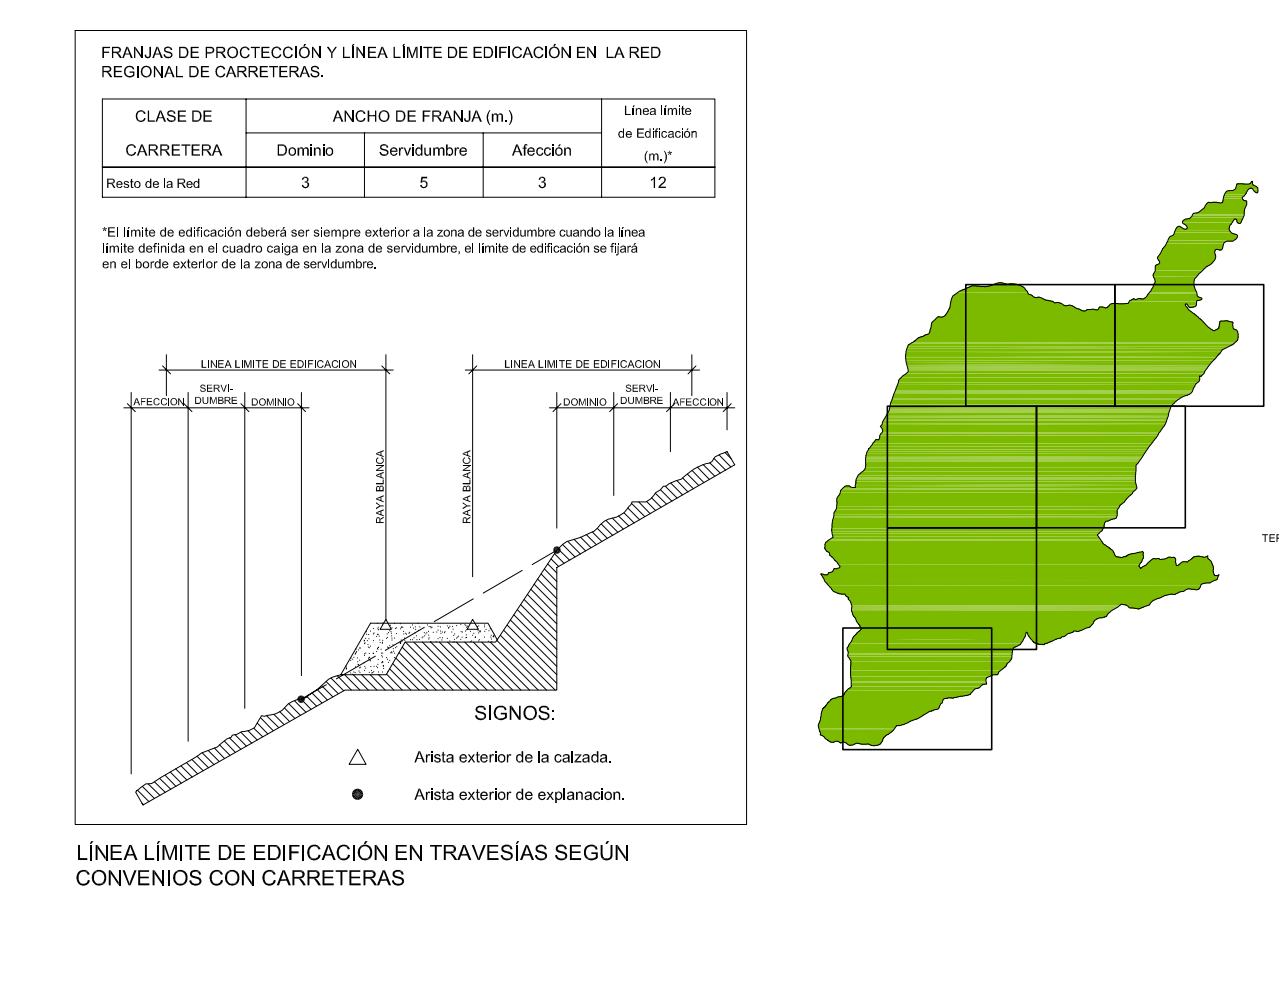 FRANJAS DE PROCTECCIÓN Y LÍNEA LÍMITE DE EDIFICACIÓN EN LA RED
REGIONAL DE CARRETERAS.
CLASE DE
CARRETERA
ANCHO DE FRANJA (m.)
Línea límite
de Edificación
(m.)*
Dominio
Servidumbre
Afección
Resto de la Red
3
5
3
12
*El límite de edificación deberá ser siempre exterior a la zona de servidumbre cuando la línea
límite definida en el cuadro caiga en la zona de servidumbre, el límite de edificación se fijará
en el borde exterior de la zona de servidumbre.
LINEA LIMITE DE EDIFICACION
LINEA LIMITE DE EDIFICACION
AFECCION
SERVI-
DUMBRE
DOMINIO
DOMINIO
SERVI-
DUMBRE
AFECCION
RAYA BLANCA
RAYA BLANCA
SIGNOS:
Arista exterior de la calzada.
Arista exterior de explanacion.
LÍNEA LÍMITE DE EDIFICACIÓN EN TRAVESÍAS SEGÚN
CONVENIOS CON CARRETERAS